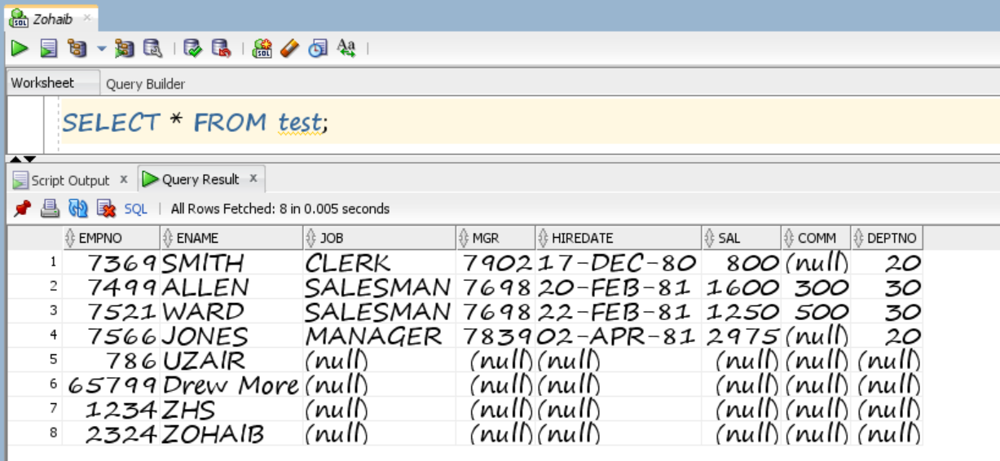 Zohaib
Worksheet Query Builder
SELECT * FROM test;
Script Output x Query Result x
SQL | All Rows Fetched: 8 in 0.005 seconds
EMPNO ENAME JOB MGR HIREDATE SAL COMM DEPTNO
1 7369 SMITH CLERK 7902 17-DEC-80 800 (null) 20
2 7499 ALLEN SALESMAN 7698 20-FEB-81 1600 300 30
3 7521 WARD SALESMAN 7698 22-FEB-81 1250 500 30
4 7566 JONES MANAGER 7839 02-APR-81 2975 (null) 20
5 786 UZAIR (null) (null) (null) (null) (null) (null)
6 65799 Drew More (null) (null) (null) (null) (null) (null)
7 1234 ZHS (null) (null) (null) (null) (null) (null)
8 2324 ZOHAIB (null) (null) (null) (null) (null) (null)